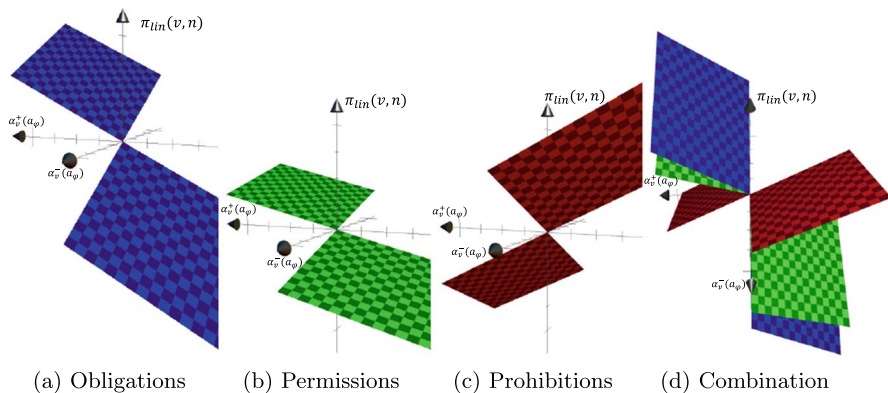 π_lin(v, n)
α_v^+(a_φ)
α_v^-(a_φ)
(a) Obligations
π_lin(v, n)
α_v^+(a_φ)
α_v^-(a_φ)
(b) Permissions
π_lin(v, n)
α_v^+(a_φ)
α_v^-(a_φ)
(c) Prohibitions
π_lin(v, n)
α_v^+(a_φ)
α_v^-(a_φ)
(d) Combination